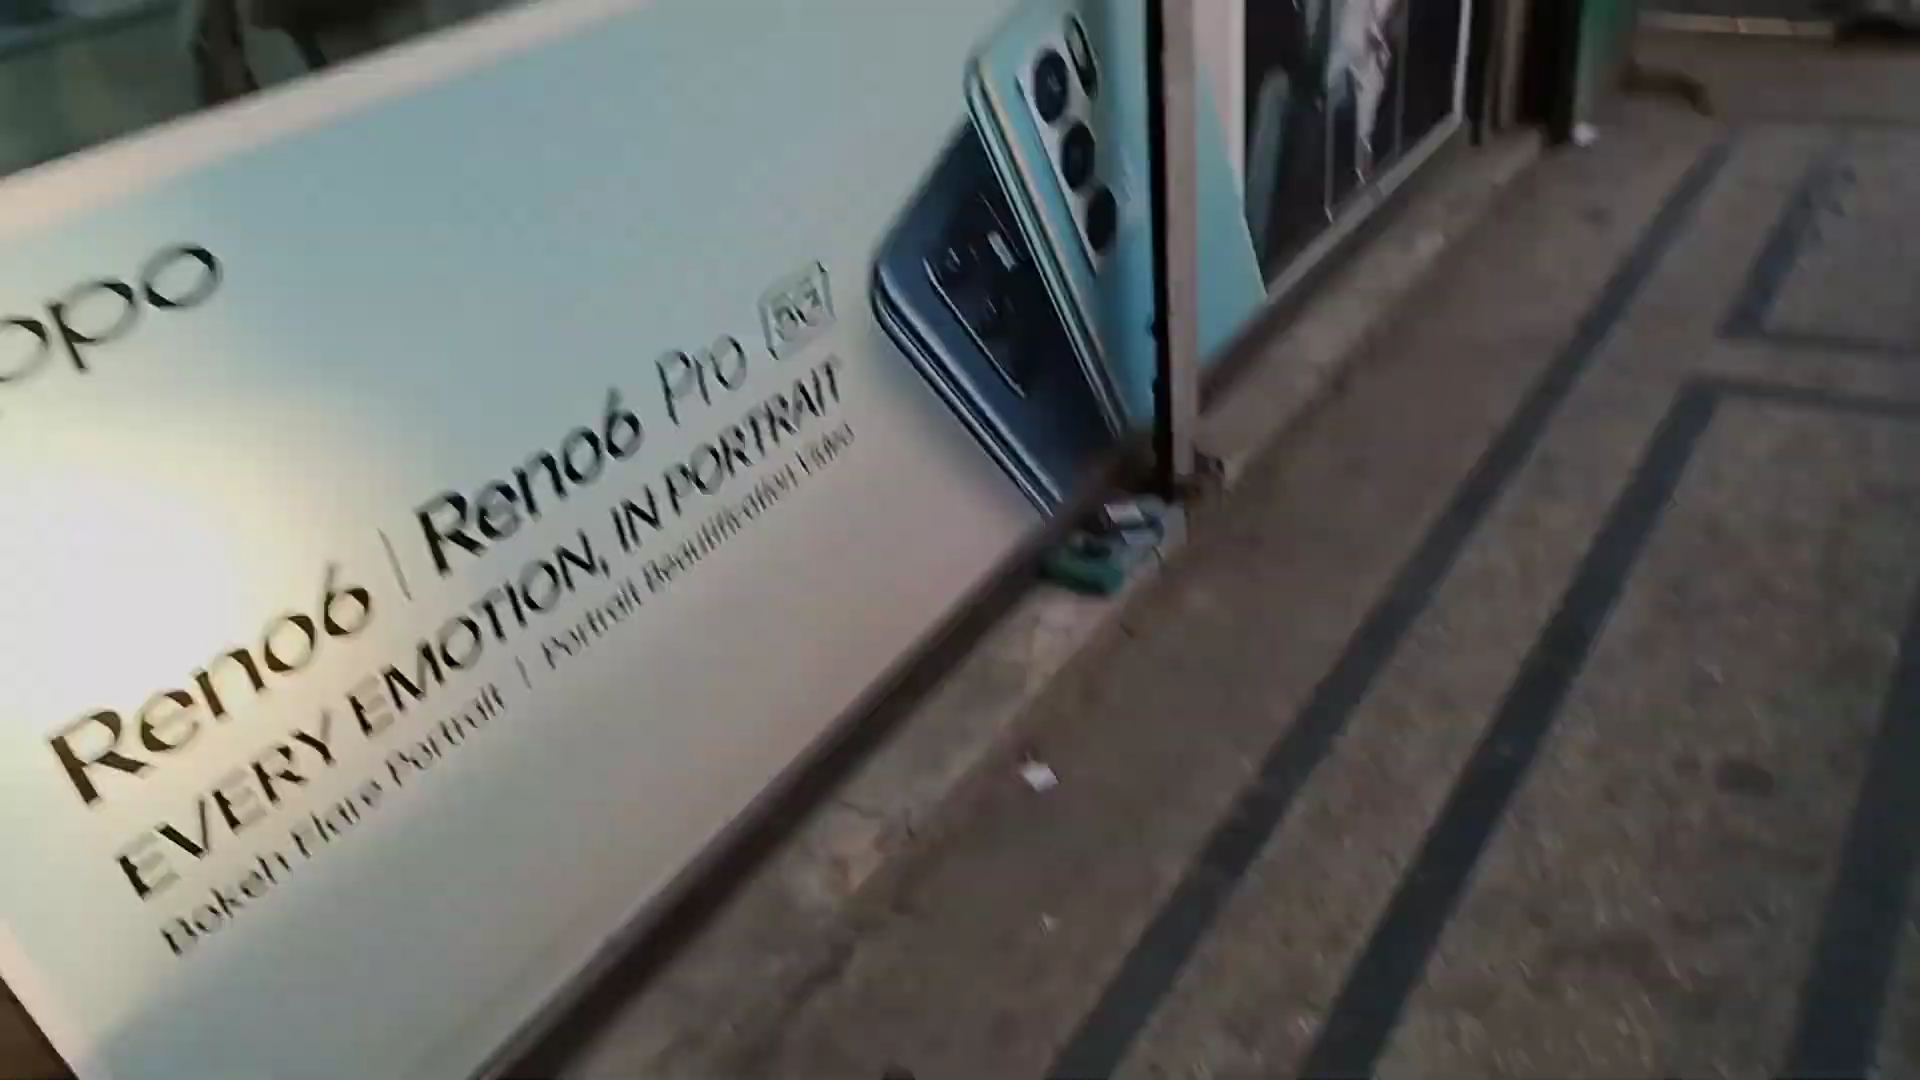 oppo
Reno6 | Reno6 Pro 5G
EVERY EMOTION, IN PORTRAIT
Bokeh Flare Portrait | Portrait Beautification Video